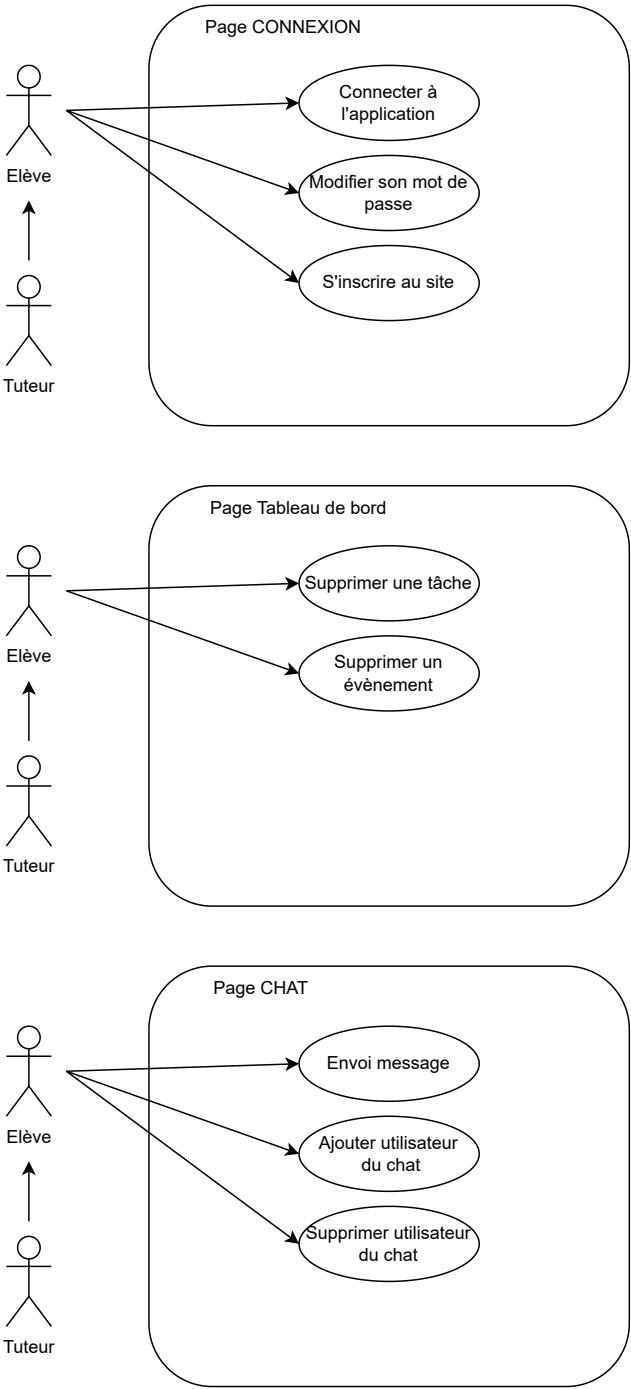 Page CONNEXION
Connecter à
l'application
Elève
Modifier son mot de
passe
S'inscrire au site
Tuteur
Page Tableau de bord
Supprimer une tâche
Elève
Supprimer un
évènement
Tuteur
Page CHAT
Envoi message
Elève
Ajouter utilisateur
du chat
Supprimer utilisateur
du chat
Tuteur